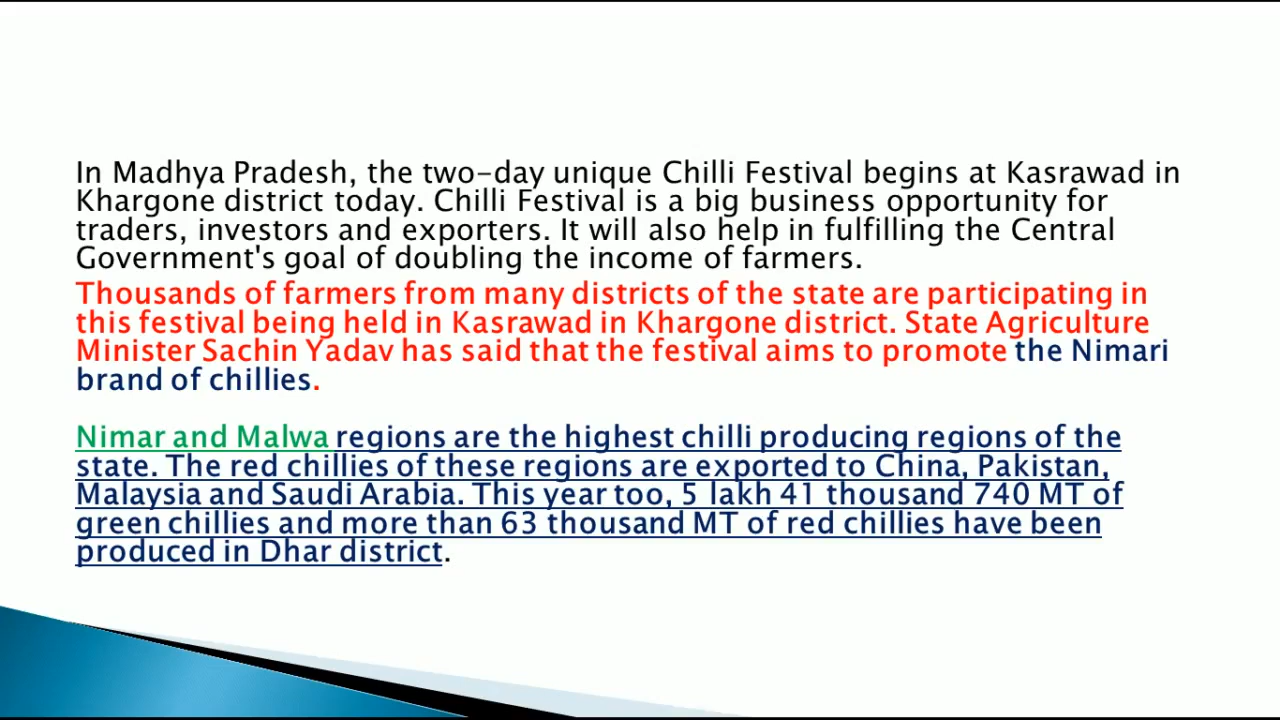 In Madhya Pradesh, the two-day unique Chilli Festival begins at Kasrawad in
Khargone district today. Chilli Festival is a big business opportunity for
traders, investors and exporters. It will also help in fulfilling the Central
Government's goal of doubling the income of farmers.
Thousands of farmers from many districts of the state are participating in
this festival being held in Kasrawad in Khargone district. State Agriculture
Minister Sachin Yadav has said that the festival aims to promote the Nimari
brand of chillies.
Nimar and Malwa regions are the highest chilli producing regions of the
state. The red chillies of these regions are exported to China, Pakistan,
Malaysia and Saudi Arabia. This year too, 5 lakh 41 thousand 740 MT of
green chillies and more than 63 thousand MT of red chillies have been
produced in Dhar district.